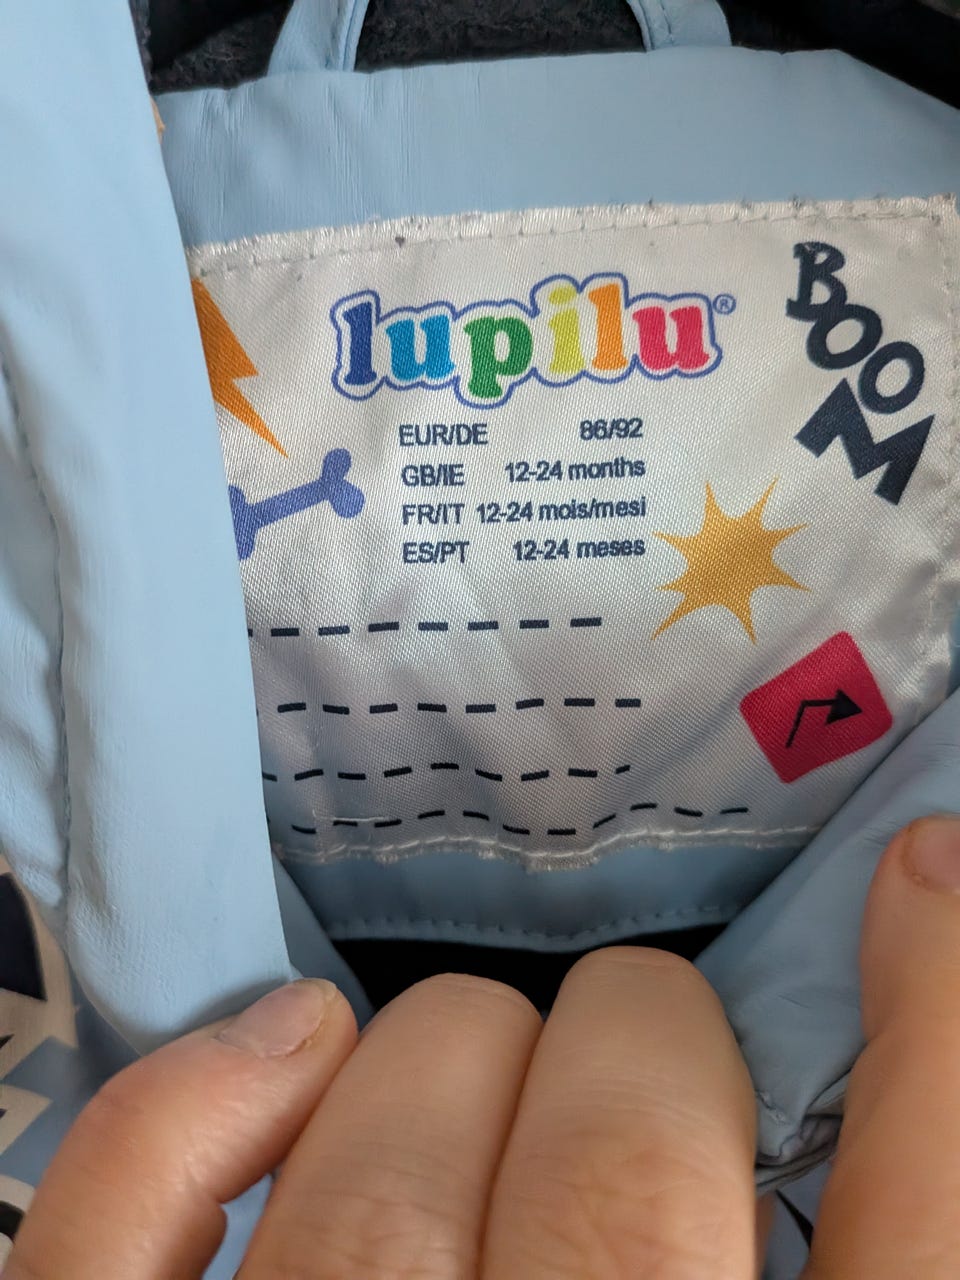 lupilu®
BOOM
EUR/DE 86/92
GB/IE 12-24 months
FR/IT 12-24 mois/mesi
ES/PT 12-24 meses